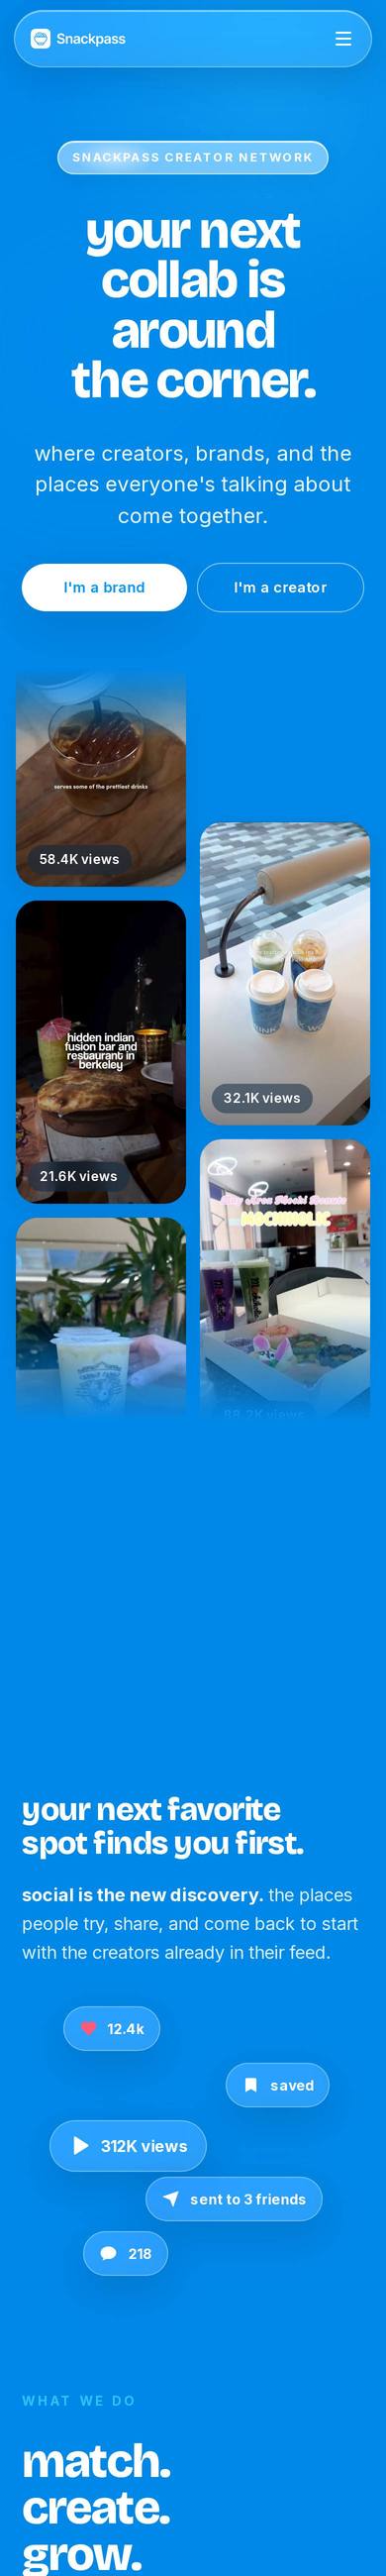 Snackpass
SNACKPASS CREATOR NETWORK
your next
collab is
around
the corner.
where creators, brands, and the
places everyone's talking about
come together.
I'm a brand
I'm a creator
serves some of the prettiest drinks
58.4K views
32.1K views
hidden indian
fusion bar and
restaurant in
berkeley
21.6K views
MOCHINOLIC
your next favorite
spot finds you first.
social is the new discovery. the places
people try, share, and come back to start
with the creators already in their feed.
12.4k
saved
312K views
sent to 3 friends
218
WHAT WE DO
match.
create.
grow.